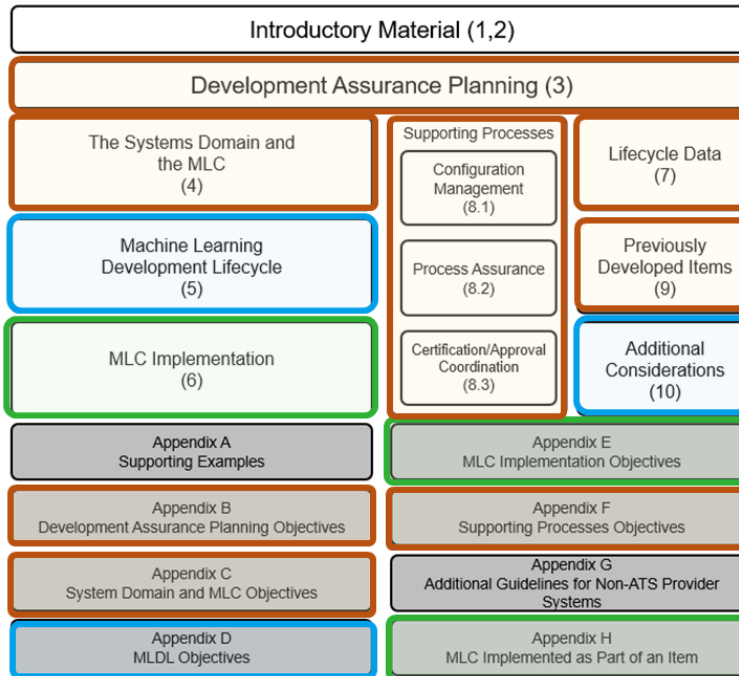 Introductory Material (1,2)
Development Assurance Planning (3)
The Systems Domain and
the MLC
(4)
Machine Learning
Development Lifecycle
(5)
MLC Implementation
(6)
Supporting Processes
Configuration
Management
(8.1)
Process Assurance
(8.2)
Certification/Approval
Coordination
(8.3)
Lifecycle Data
(7)
Previously
Developed Items
(9)
Additional
Considerations
(10)
Appendix A
Supporting Examples
Appendix B
Development Assurance Planning Objectives
Appendix C
System Domain and MLC Objectives
Appendix D
MLDL Objectives
Appendix E
MLC Implementation Objectives
Appendix F
Supporting Processes Objectives
Appendix G
Additional Guidelines for Non-ATS Provider
Systems
Appendix H
MLC Implemented as Part of an Item